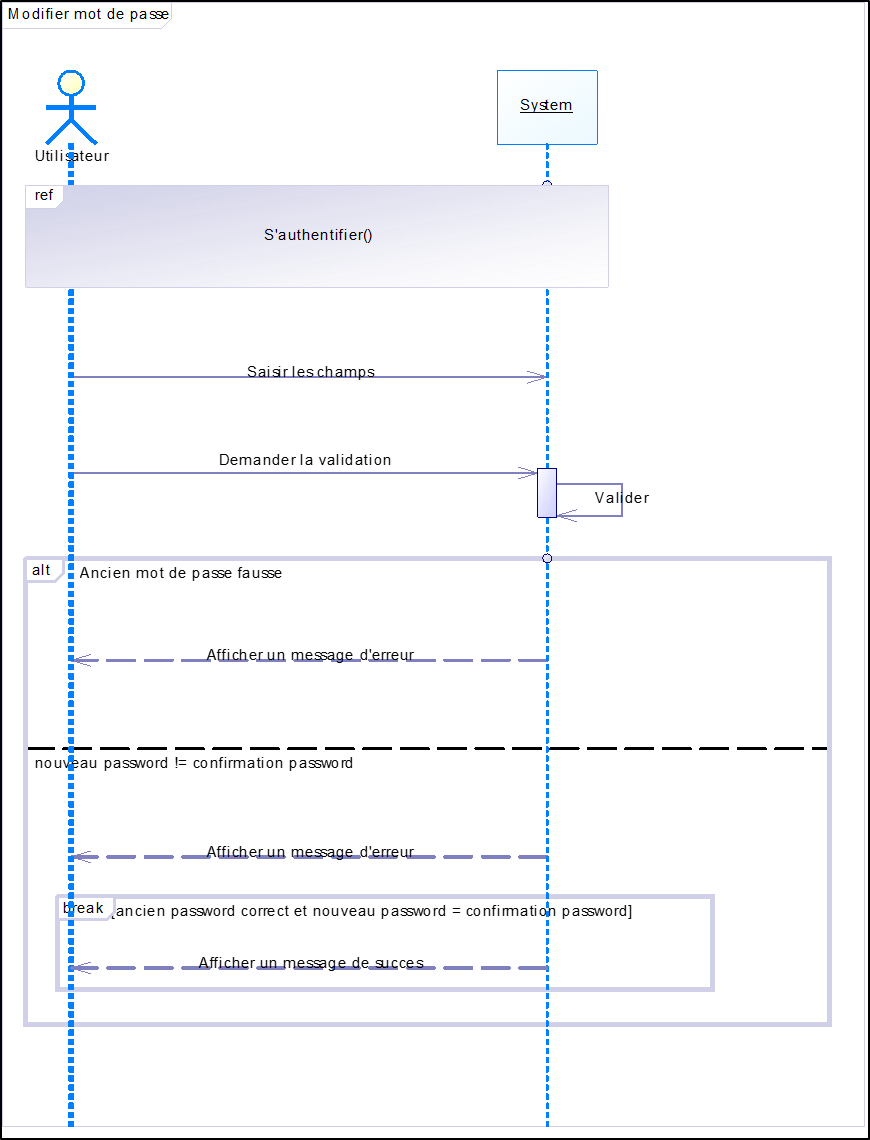 Modifier mot de passe
Utilisateur
System
ref
S'authentifier()
Saisir les champs
Demander la validation
Valider
alt
Ancien mot de passe fausse
Afficher un message d'erreur
nouveau password != confirmation password
Afficher un message d'erreur
break
[ancien password correct et nouveau password = confirmation password]
Afficher un message de succes